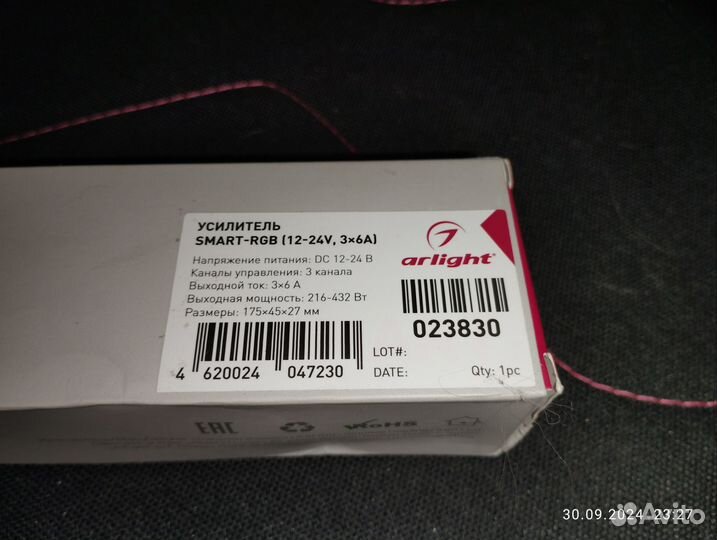 УСИЛИТЕЛЬ
SMART-RGB (12-24V, 3×6A)
Напряжение питания: DC 12-24 В
Каналы управления: 3 канала
Выходной ток: 3×6 А
Выходная мощность: 216-432 Вт
Размеры: 175×45×27 мм
arlight®
023830
4 620024 047230
LOT#:
DATE:
Qty: 1pc
EAC
RoHS
30.09.2024 23:27
Avito